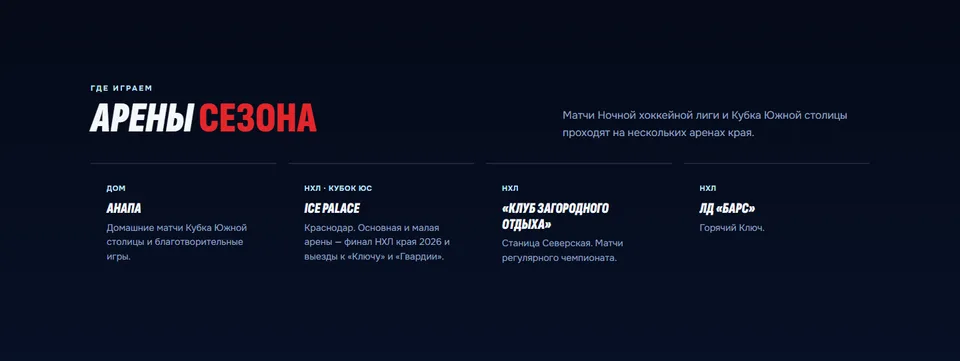 ГДЕ ИГРАЕМ
АРЕНЫ СЕЗОНА
Матчи Ночной хоккейной лиги и Кубка Южной столицы
проходят на нескольких аренах края.
ДОМ
АНАПА
Домашние матчи Кубка Южной
столицы и благотворительные
игры.
НХЛ · КУБОК ЮС
ICE PALACE
Краснодар. Основная и малая
арены — финал НХЛ края 2026 и
выезды к «Ключу» и «Гвардии».
НХЛ
«КЛУБ ЗАГОРОДНОГО
ОТДЫХА»
Станица Северская. Матчи
регулярного чемпионата.
НХЛ
ЛД «БАРС»
Горячий Ключ.